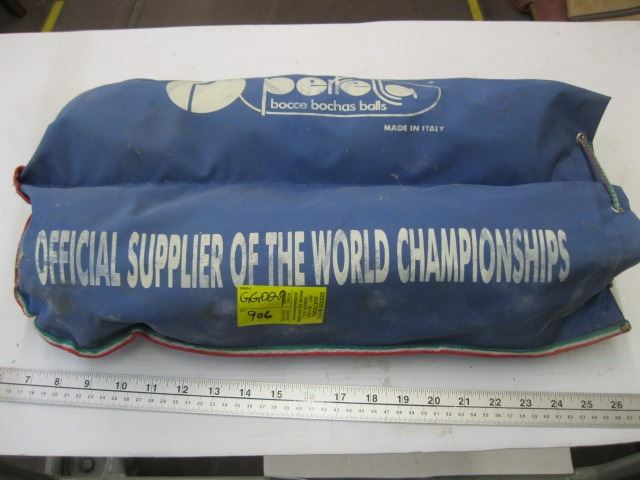 perfetta
bocce bochas balls
MADE IN ITALY
OFFICIAL SUPPLIER OF THE WORLD CHAMPIONSHIPS
GG029
906
7 8 9 10 11 12 13 14 15 16 17 18 19 20 21 22 23 24 25 26